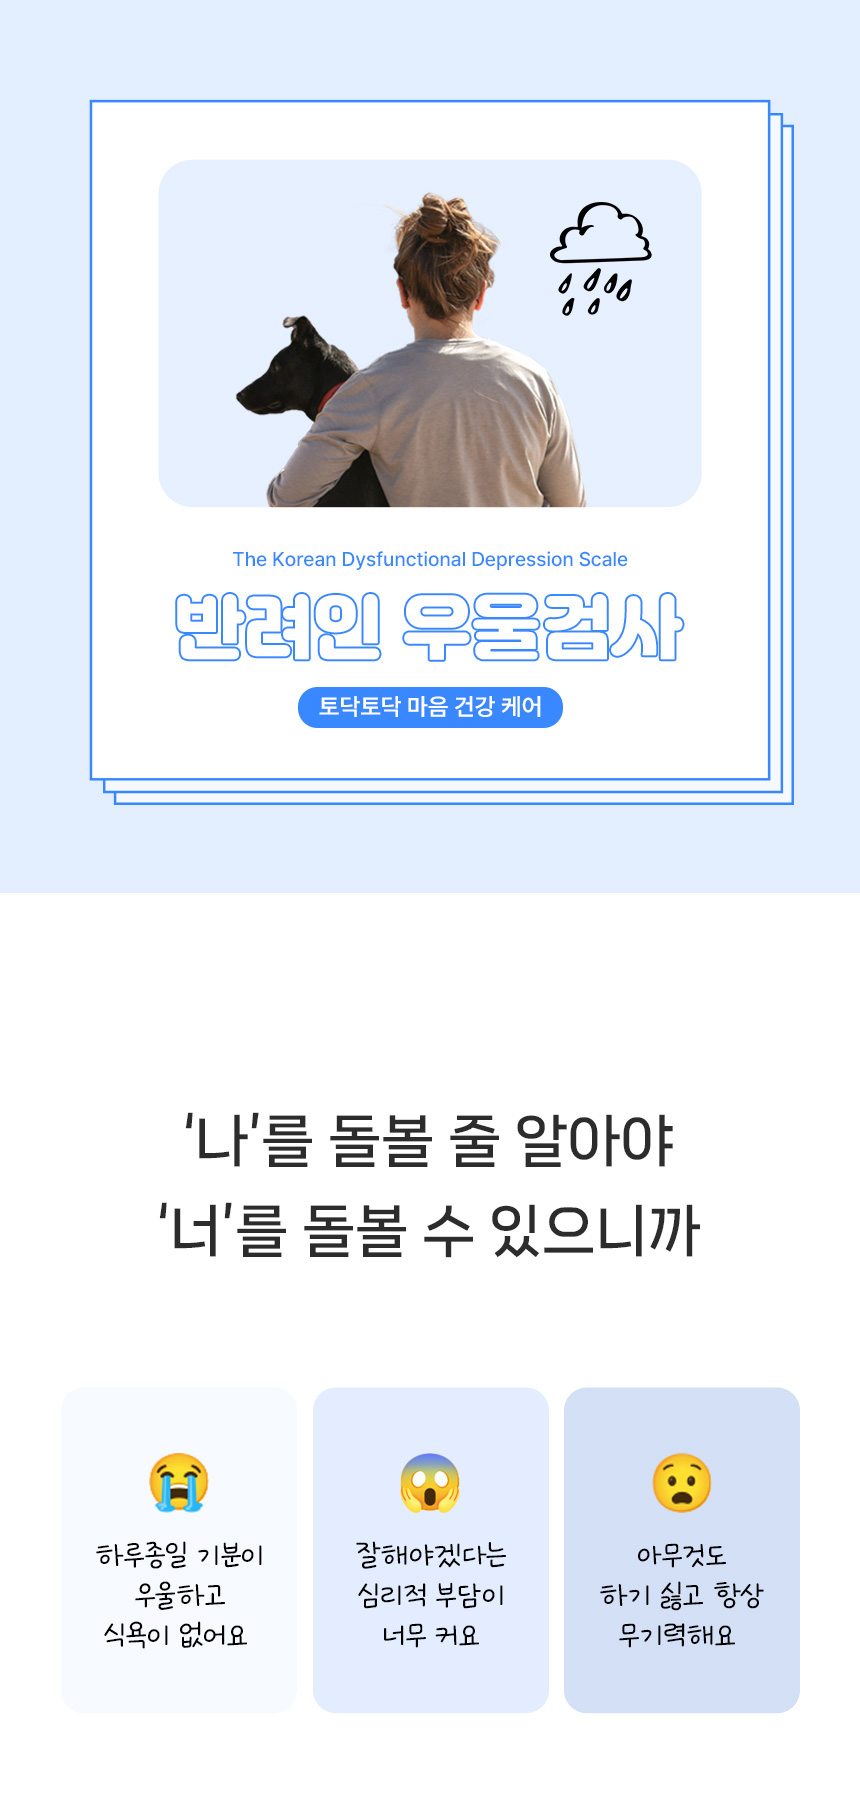 The Korean Dysfunctional Depression Scale
반려인 우울검사
토닥토닥 마음 건강 케어
‘나’를 돌볼 줄 알아야
‘너’를 돌볼 수 있으니까
하루종일 기분이
우울하고
식욕이 없어요
잘해야겠다는
심리적 부담이
너무 커요
아무것도
하기 싫고 항상
무기력해요